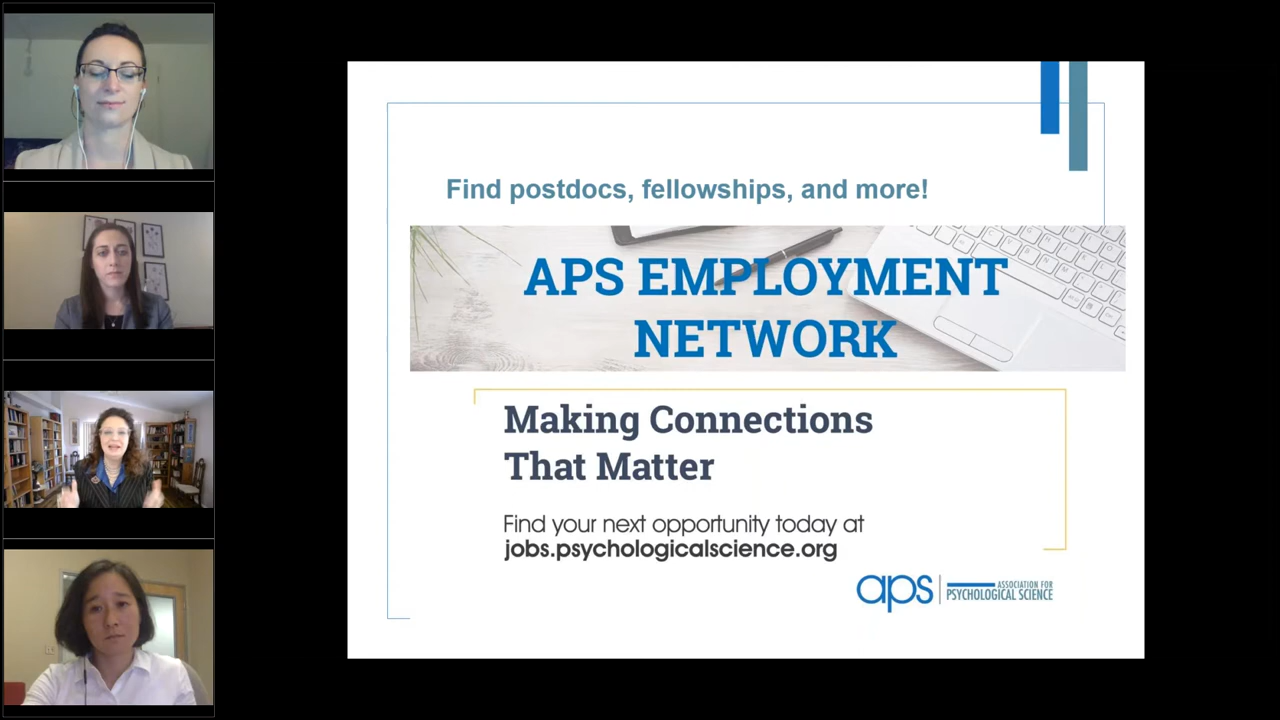 Find postdocs, fellowships, and more!
APS EMPLOYMENT
NETWORK
Making Connections
That Matter
Find your next opportunity today at
jobs.psychologicalscience.org
aps
ASSOCIATION FOR
PSYCHOLOGICAL SCIENCE